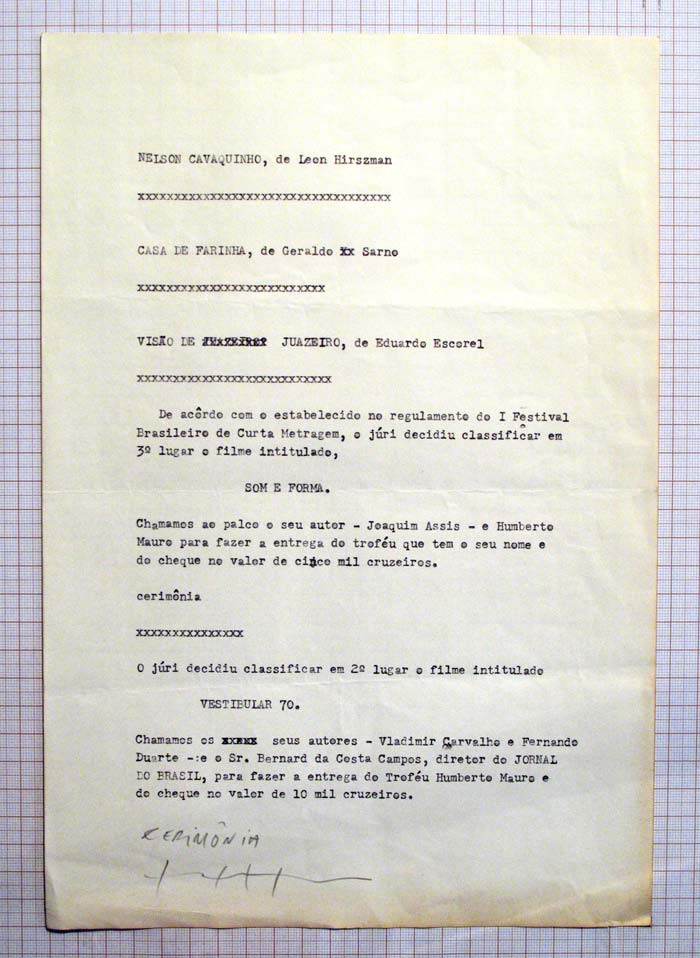 NELSON CAVAQUINHO, de Leon Hirszman
xxxxxxxxxxxxxxxxxxxxxxxxxxxxxxxxxxx
CASA DE FARINHA, de Geraldo xx Sarno
xxxxxxxxxxxxxxxxxxxxxxxxxx
VISÃO DE JUAZEIRO, de Eduardo Escorel
xxxxxxxxxxxxxxxxxxxxxxxxxxx
De acôrdo com o estabelecido no regulamento do I Festival
Brasileiro de Curta Metragem, o júri decidiu classificar em
3º lugar o filme intitulado,
SOM E FORMA.
Chamamos ao palco o seu autor - Joaquim Assis - e Humberto
Mauro para fazer a entrega do troféu que tem o seu nome e
do cheque no valor de cinco mil cruzeiros.
cerimônia
xxxxxxxxxxxxxxx
O júri decidiu classificar em 2º lugar o filme intitulado
VESTIBULAR 70.
Chamamos os xxxxx seus autores - Vladimir Carvalho e Fernando
Duarte -:e o Sr. Bernard da Costa Campos, diretor do JORNAL
DO BRASIL, para fazer a entrega do Troféu Humberto Mauro e
do cheque no valor de 10 mil cruzeiros.
CERIMÔNIA